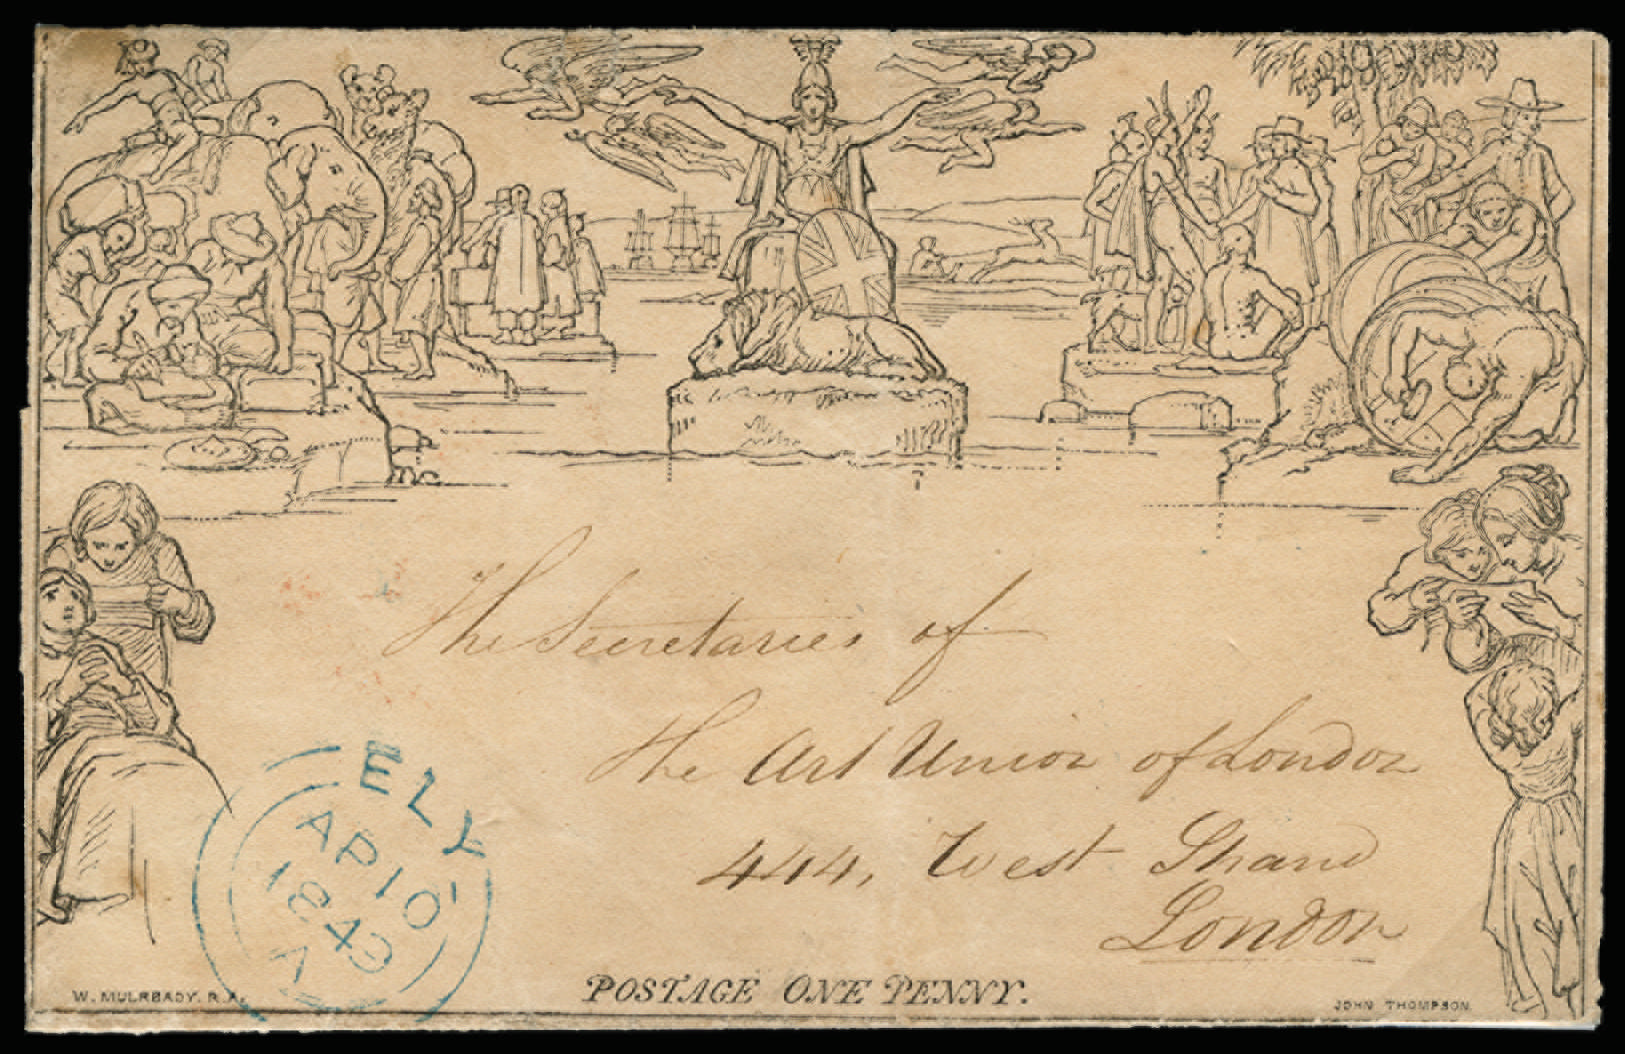 The Secretaries of
The Art Union of London
444, West Strand
London
ELY
AP 10
1849
A
POSTAGE ONE PENNY.
W. MULREADY. R.A.
JOHN THOMPSON